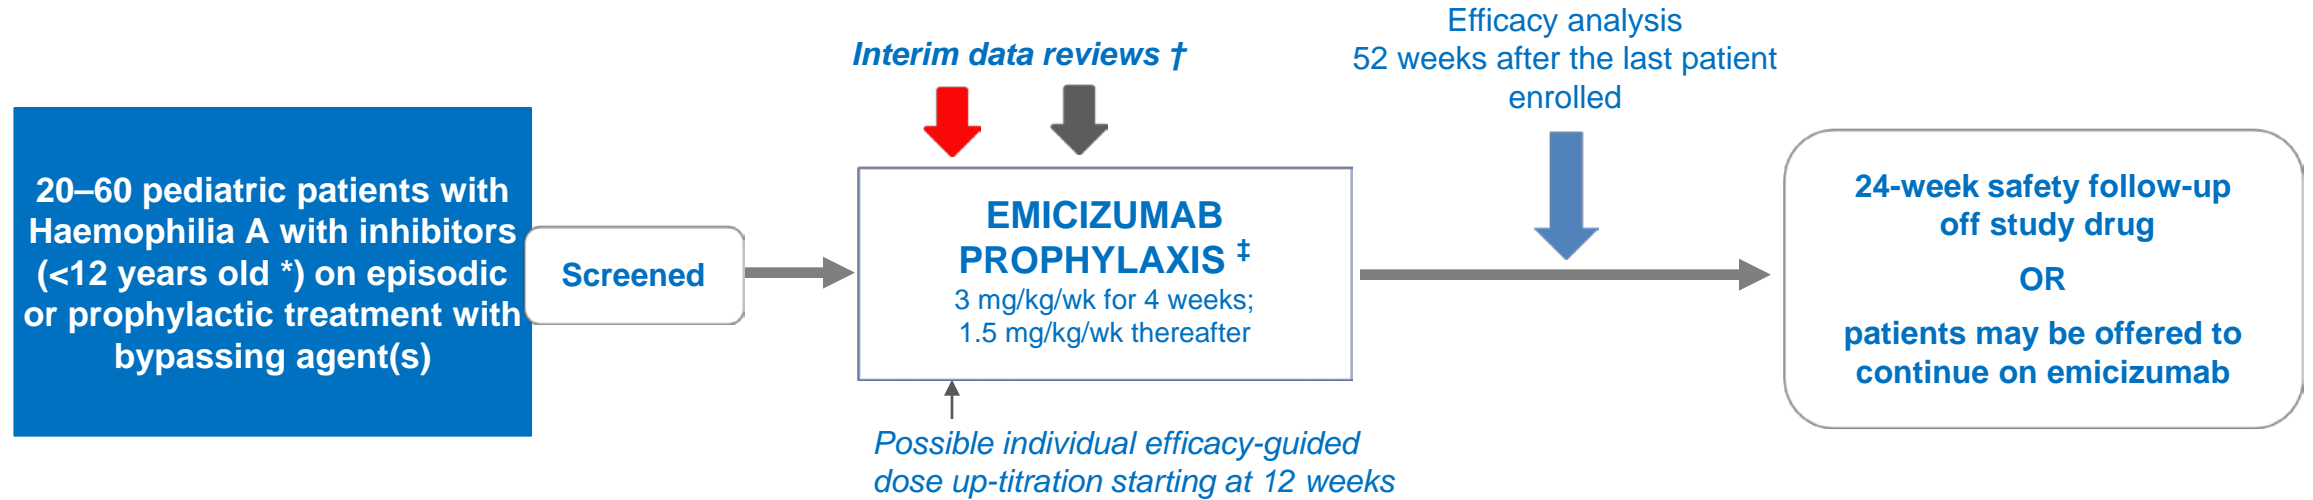 20–60 pediatric patients with
Haemophilia A with inhibitors
(<12 years old *) on episodic
or prophylactic treatment with
bypassing agent(s)
Screened
Interim data reviews †
EMICIZUMAB
PROPHYLAXIS ‡
3 mg/kg/wk for 4 weeks;
1.5 mg/kg/wk thereafter
Possible individual efficacy-guided
dose up-titration starting at 12 weeks
Efficacy analysis
52 weeks after the last patient
enrolled
24-week safety follow-up
off study drug
OR
patients may be offered to
continue on emicizumab